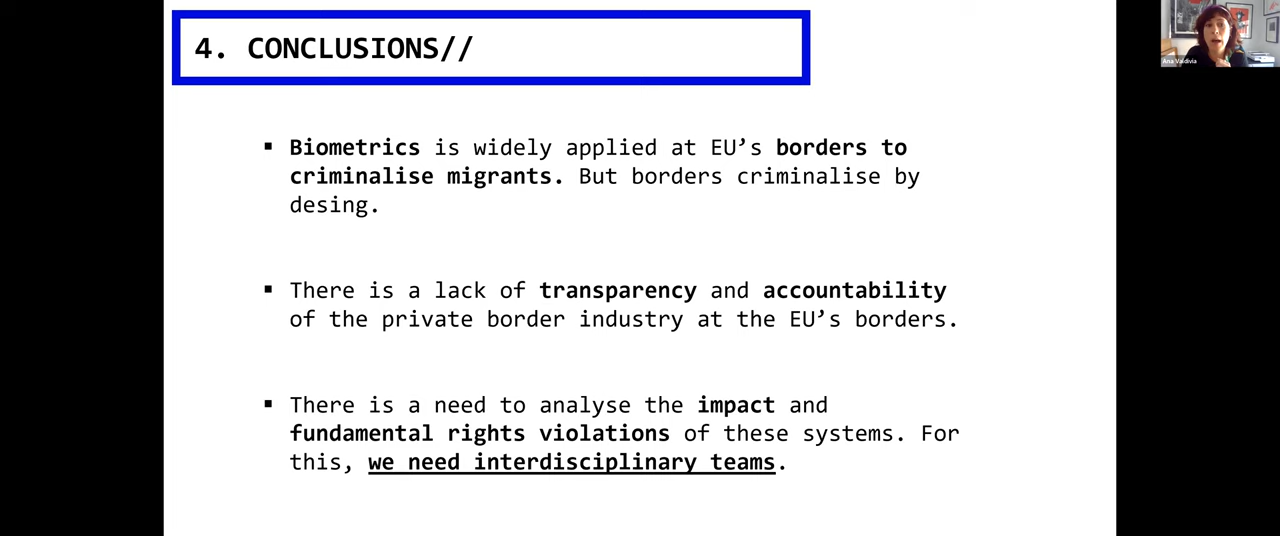 4. CONCLUSIONS//
Ana Valdivia
▪ Biometrics is widely applied at EU’s borders to
criminalise migrants. But borders criminalise by
desing.
▪ There is a lack of transparency and accountability
of the private border industry at the EU’s borders.
▪ There is a need to analyse the impact and
fundamental rights violations of these systems. For
this, we need interdisciplinary teams.